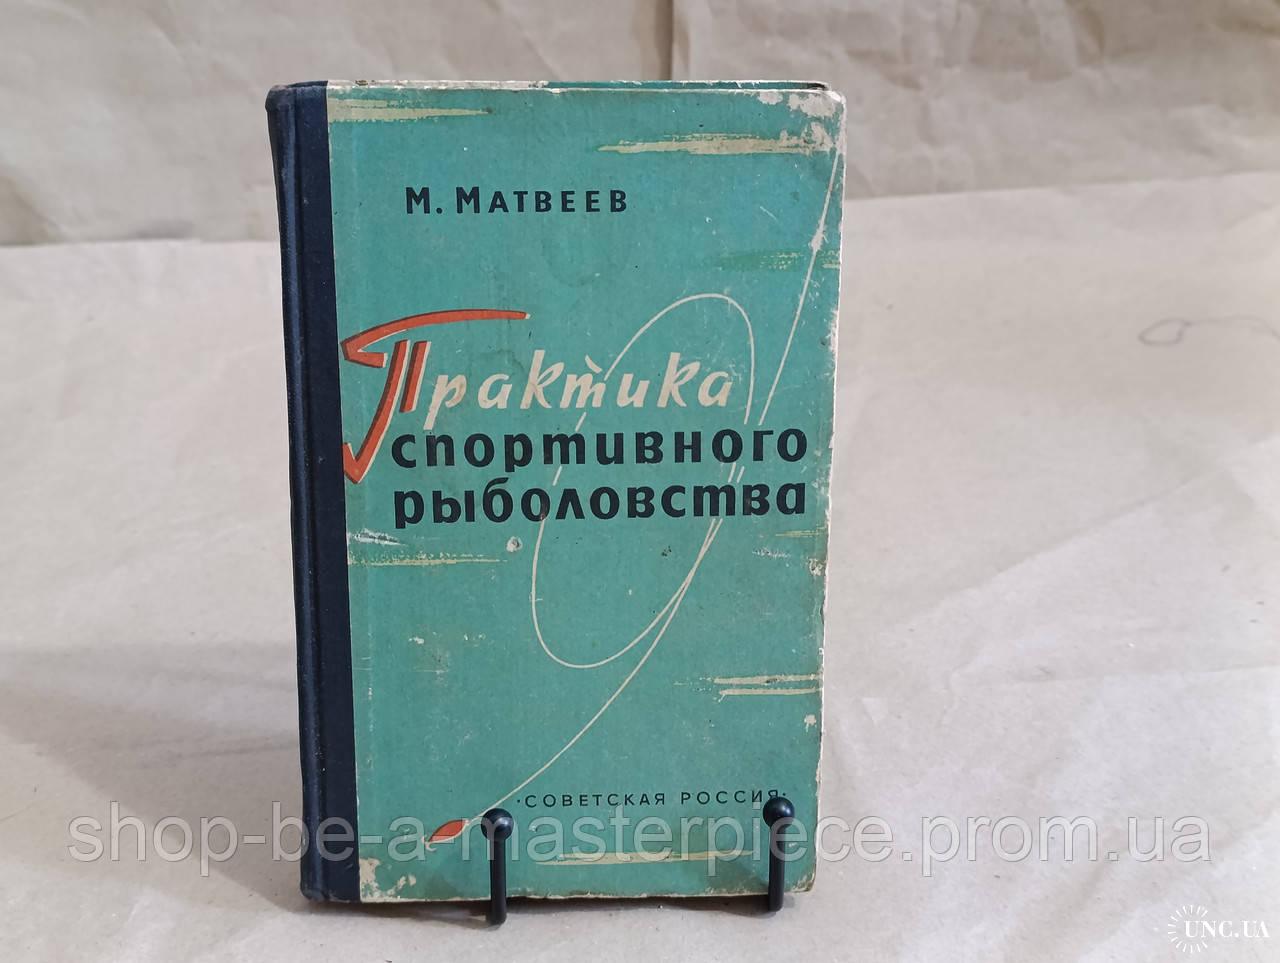 М. МАТВЕЕВ
Практика
спортивного
рыболовства
·СОВЕТСКАЯ РОССИЯ·
shop-be-a-masterpiece.prom.ua
UNC.UA